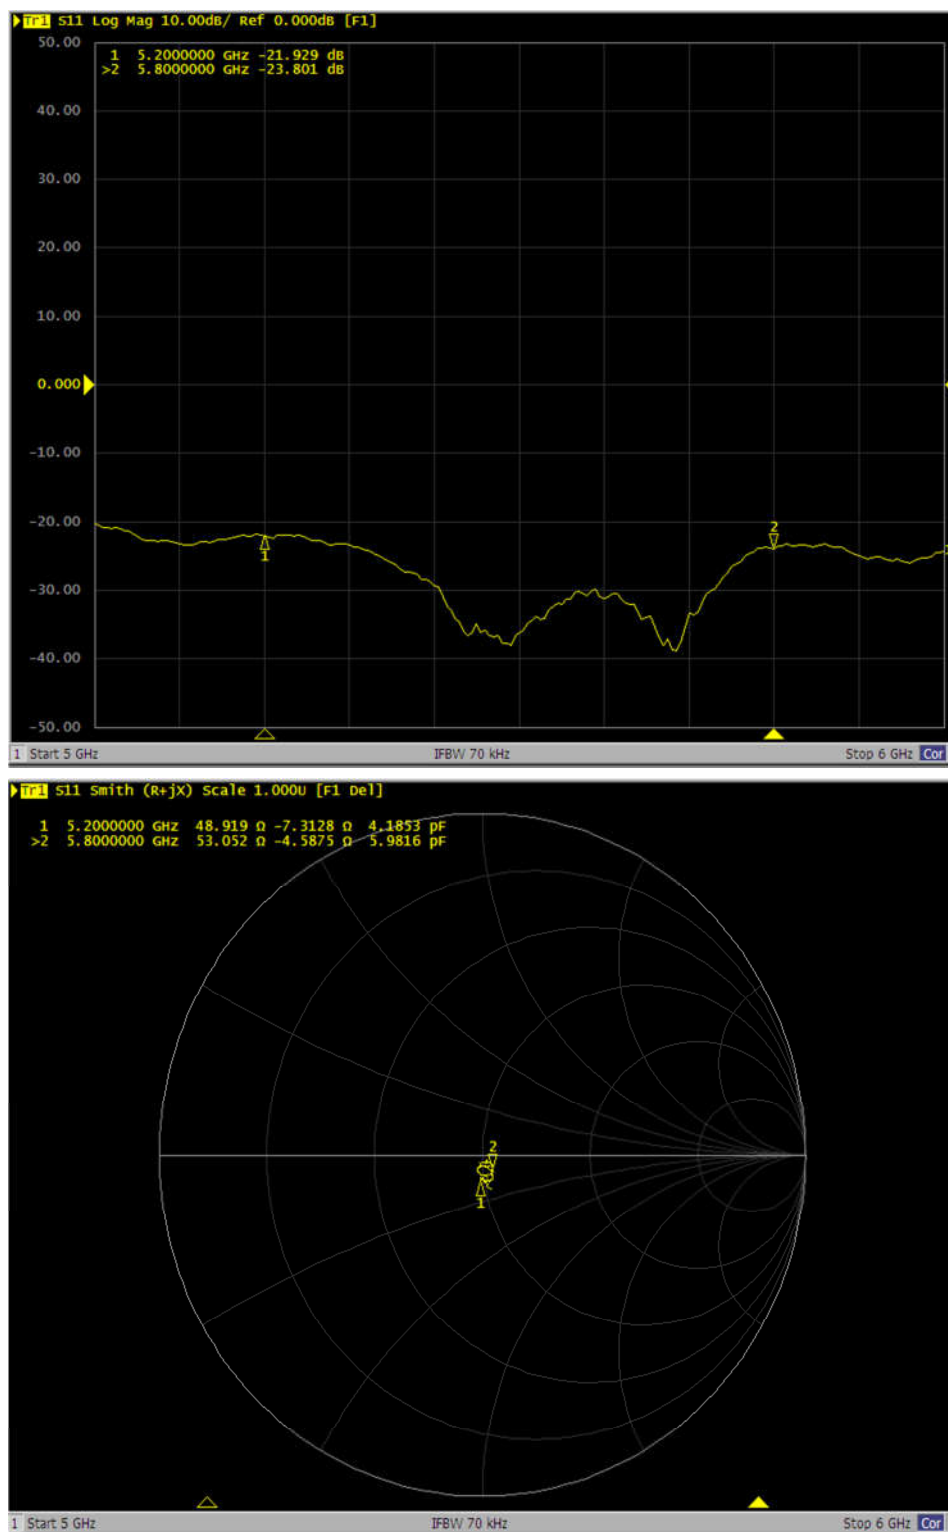 Tr1 S11 Log Mag 10.00dB/ Ref 0.000dB [F1]
50.00
1 5.2000000 GHz -21.929 dB
>2 5.8000000 GHz -23.801 dB
40.00
30.00
20.00
10.00
0.000
-10.00
-20.00
2
1
-30.00
-40.00
-50.00
1 Start 5 GHz IFBW 70 kHz Stop 6 GHz Cor
Tr1 S11 Smith (R+jX) Scale 1.000U [F1 Del]
1 5.2000000 GHz 48.919 Ω -7.3128 Ω 4.1853 pF
>2 5.8000000 GHz 53.052 Ω -4.5875 Ω 5.9816 pF
2
1
1 Start 5 GHz IFBW 70 kHz Stop 6 GHz Cor